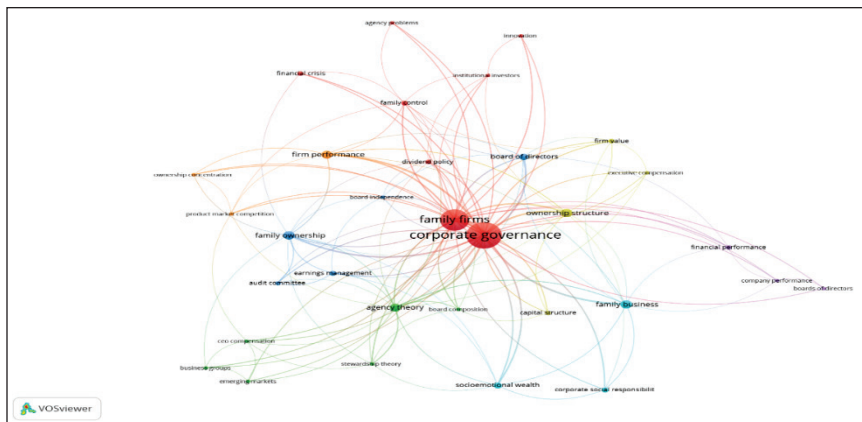 agency problems
innovation
financial crisis
institutional investors
family control
firm value
firm performance
dividend policy
board of directors
ownership concentration
executive compensation
board independence
product market competition
family firms
ownership structure
family ownership
corporate governance
financial performance
earnings management
audit committee
company performance
boards of directors
agency theory
board composition
capital structure
family business
ceo compensation
business groups
stewardship theory
emerging markets
socioemotional wealth
corporate social responsibilit
VOSviewer